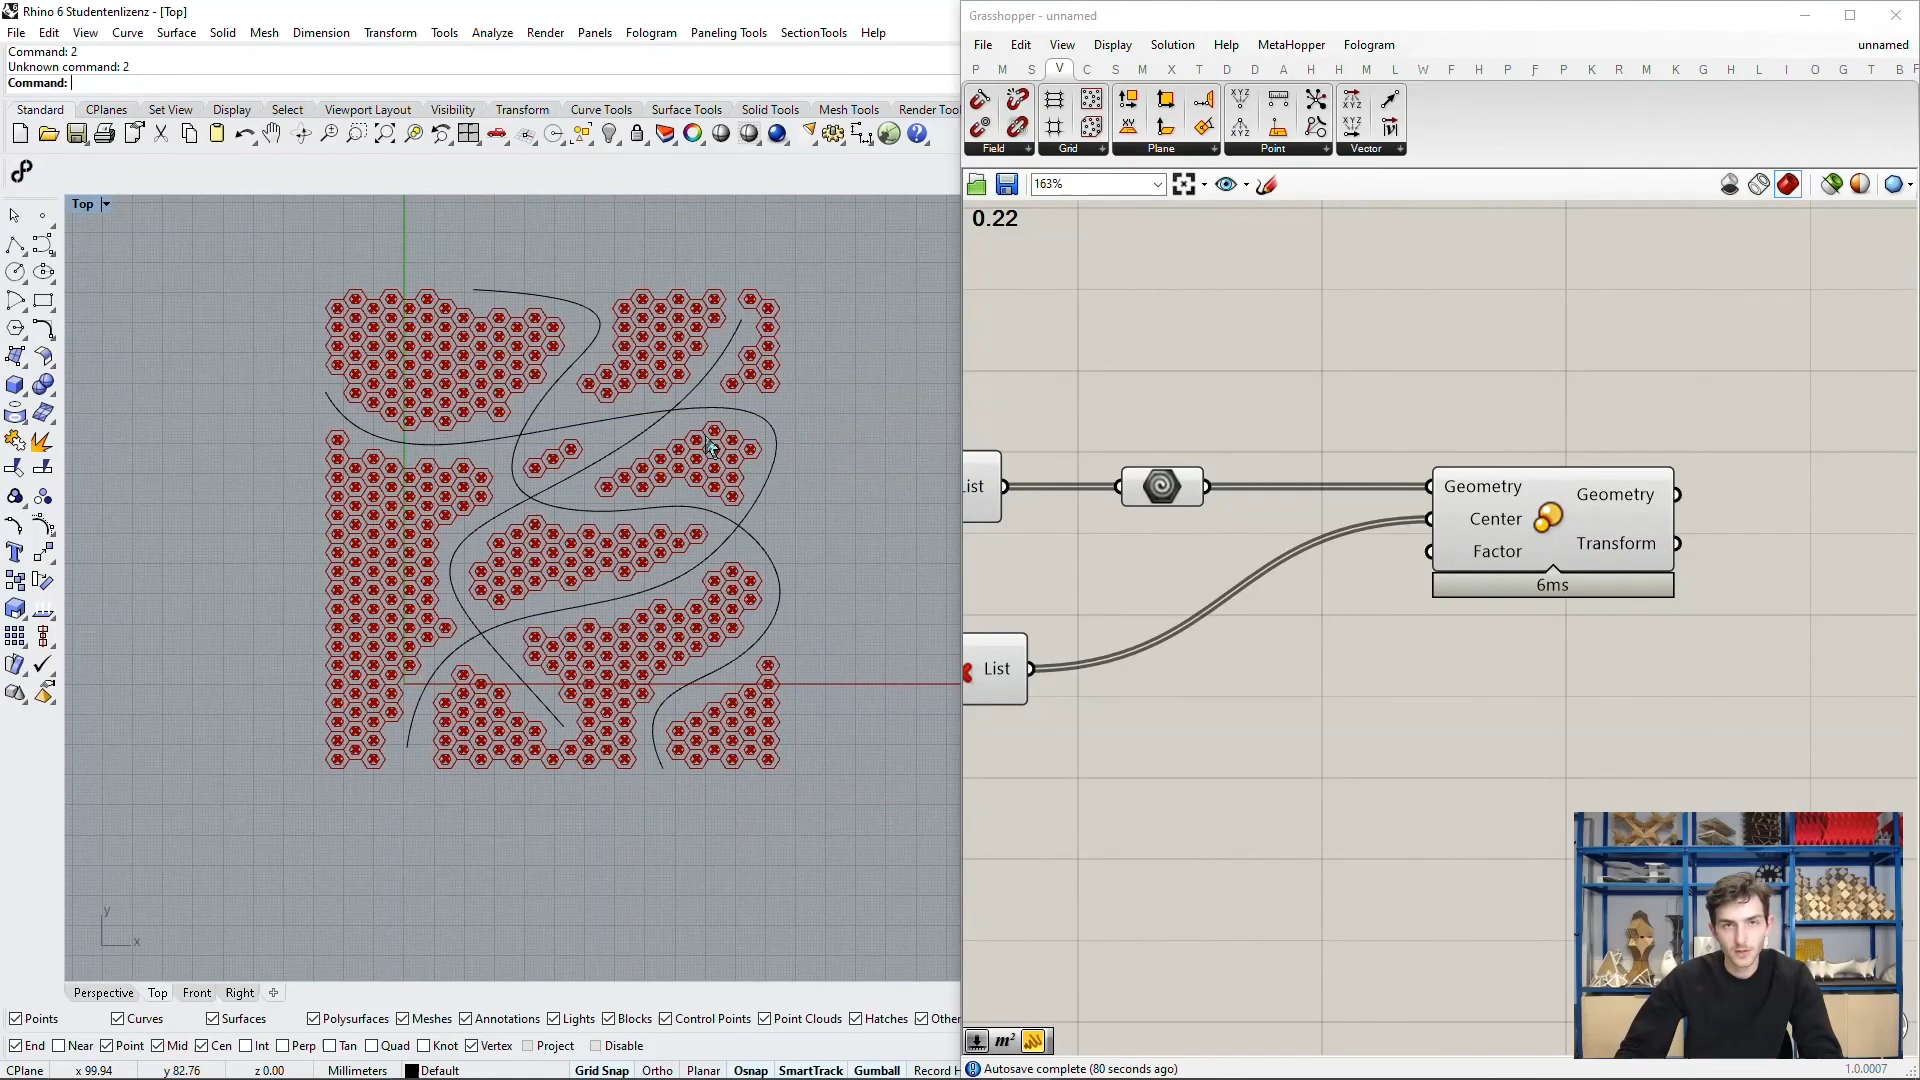 Rhino 6 Studentenlizenz - [Top]
File Edit View Curve Surface Solid Mesh Dimension Transform Tools Analyze Render Panels Fologram Paneling Tools SectionTools Help
Command: 2
Unknown command: 2
Command:
Standard CPlanes Set View Display Select Viewport Layout Visibility Transform Curve Tools Surface Tools Solid Tools Mesh Tools Render Tool
Top
y
x
Perspective Top Front Right
Points Curves Surfaces Polysurfaces Meshes Annotations Lights Blocks Control Points Point Clouds Hatches Other
End Near Point Mid Cen Int Perp Tan Quad Knot Vertex Project Disable
CPlane x 99.94 y 82.76 z 0.00 Millimeters Default Grid Snap Ortho Planar Osnap SmartTrack Gumball Record H
Grasshopper - unnamed
File Edit View Display Solution Help MetaHopper Fologram unnamed
P M S V C S M X T D D A H H M L W F H P F P K R M K G H L I O G T B F
Field Grid Plane Point Vector
163%
0.22
List
Geometry Geometry
Center
Transform
Factor
6ms
List
m²
Autosave complete (80 seconds ago) 1.0.0007